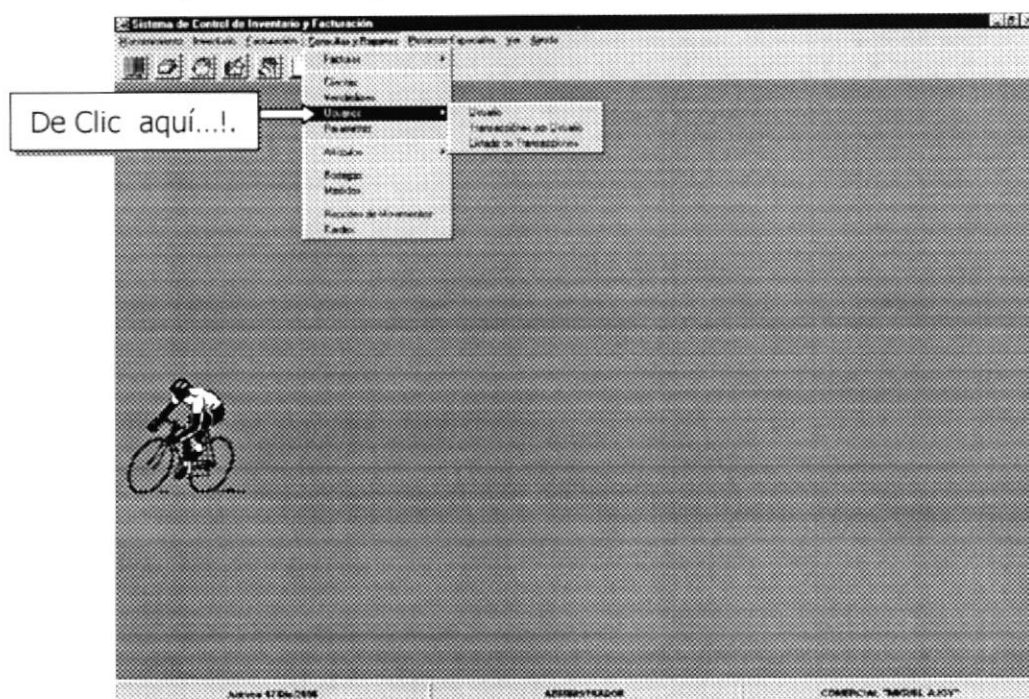 Sistema de Control de Inventario y Facturación
Mantenimiento Inventario Facturación Consultas y Reportes Procesos Especiales Ver Ayuda
Facturas
Clientes
Vendedores
Usuarios
Parametros
Artículos
Bodegas
Medidas
Reportes de Movimientos
Kardex
Usuario
Transacciones por Usuario
Listado de Transacciones
De Clic aquí...!.
Jueves
ADMINISTRADOR
COMERCIAL "MIGUEL AJOY"